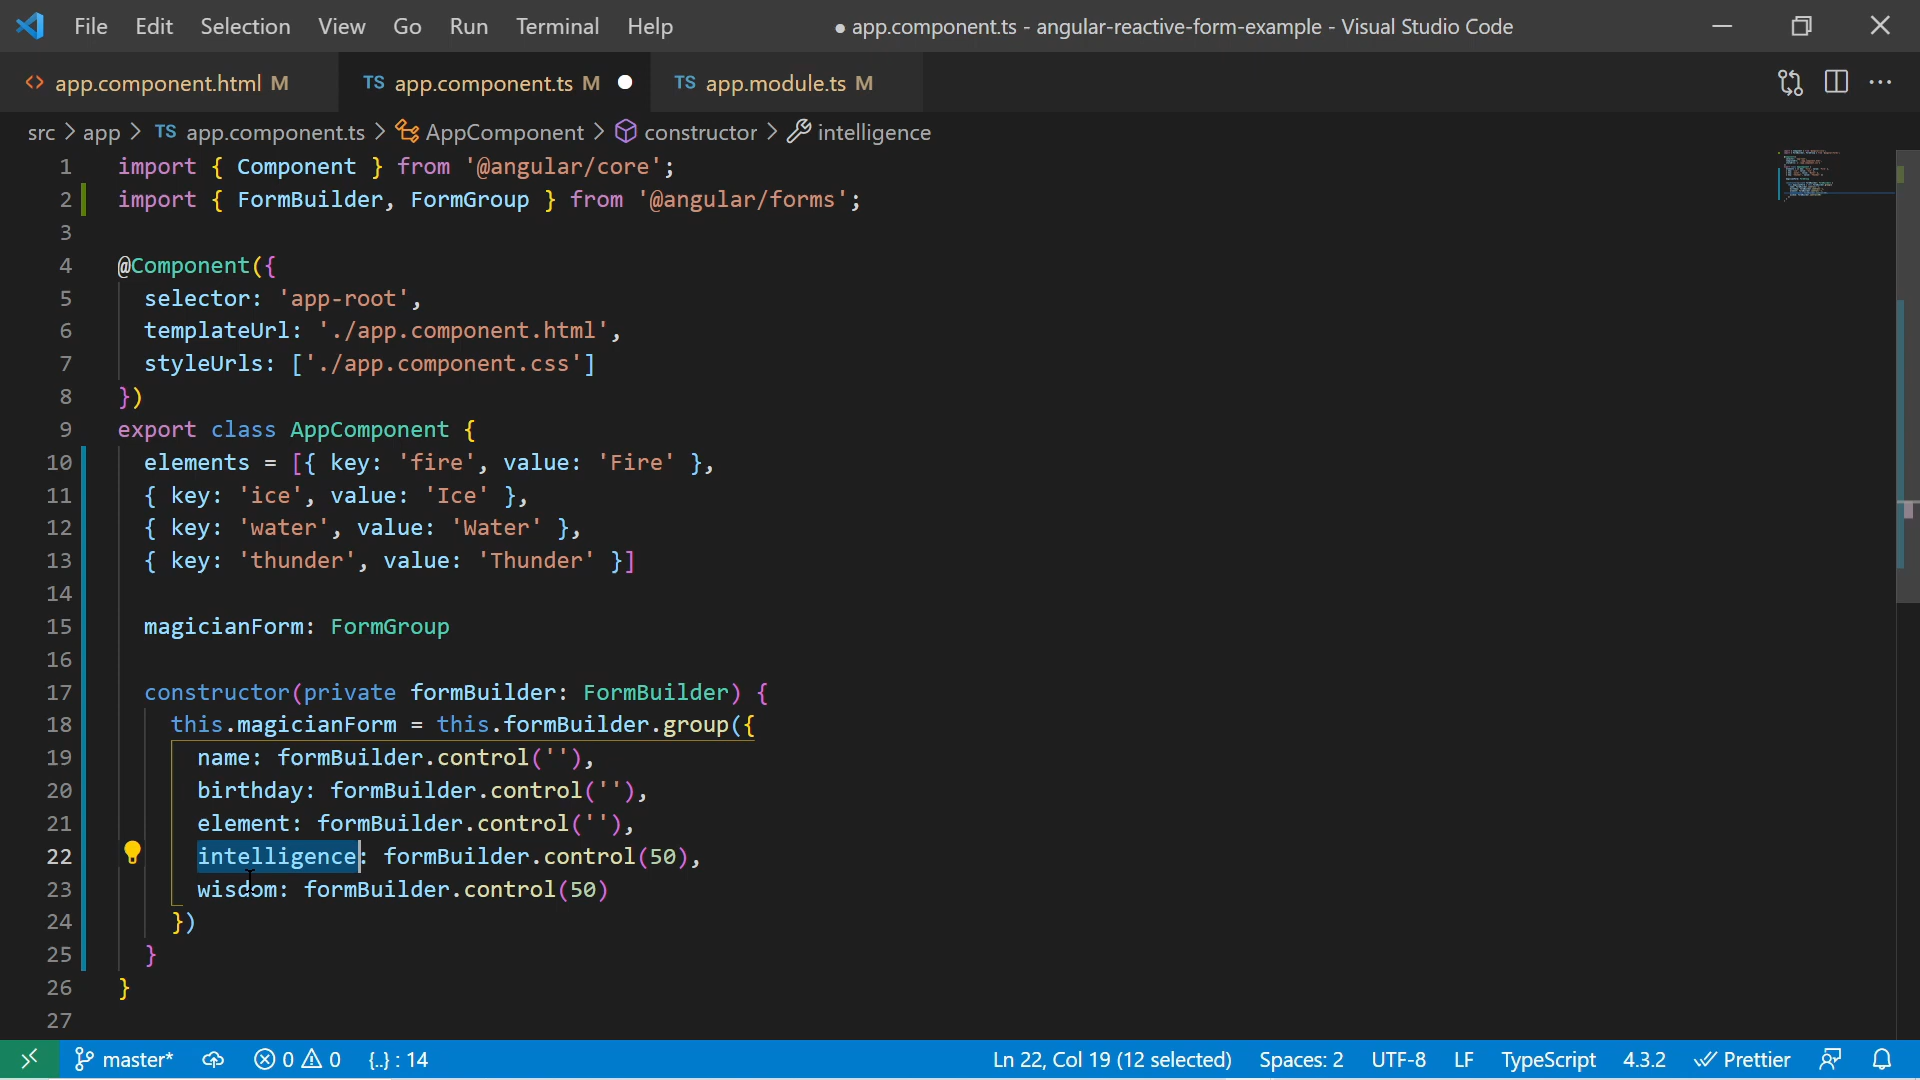 File Edit Selection View Go Run Terminal Help ● app.component.ts - angular-reactive-form-example - Visual Studio Code
<> app.component.html M TS app.component.ts M ● TS app.module.ts M
src > app > TS app.component.ts > AppComponent > constructor > intelligence
1 import { Component } from '@angular/core';
2 import { FormBuilder, FormGroup } from '@angular/forms';
3
4 @Component({
5 selector: 'app-root',
6 templateUrl: './app.component.html',
7 styleUrls: ['./app.component.css']
8 })
9 export class AppComponent {
10 elements = [{ key: 'fire', value: 'Fire' },
11 { key: 'ice', value: 'Ice' },
12 { key: 'water', value: 'Water' },
13 { key: 'thunder', value: 'Thunder' }]
14
15 magicianForm: FormGroup
16
17 constructor(private formBuilder: FormBuilder) {
18 this.magicianForm = this.formBuilder.group({
19 name: formBuilder.control(''),
20 birthday: formBuilder.control(''),
21 element: formBuilder.control(''),
22 intelligence: formBuilder.control(50),
23 wisdom: formBuilder.control(50)
24 })
25 }
26 }
27
master* 0 0 {..} : 14 Ln 22, Col 19 (12 selected) Spaces: 2 UTF-8 LF TypeScript 4.3.2 Prettier